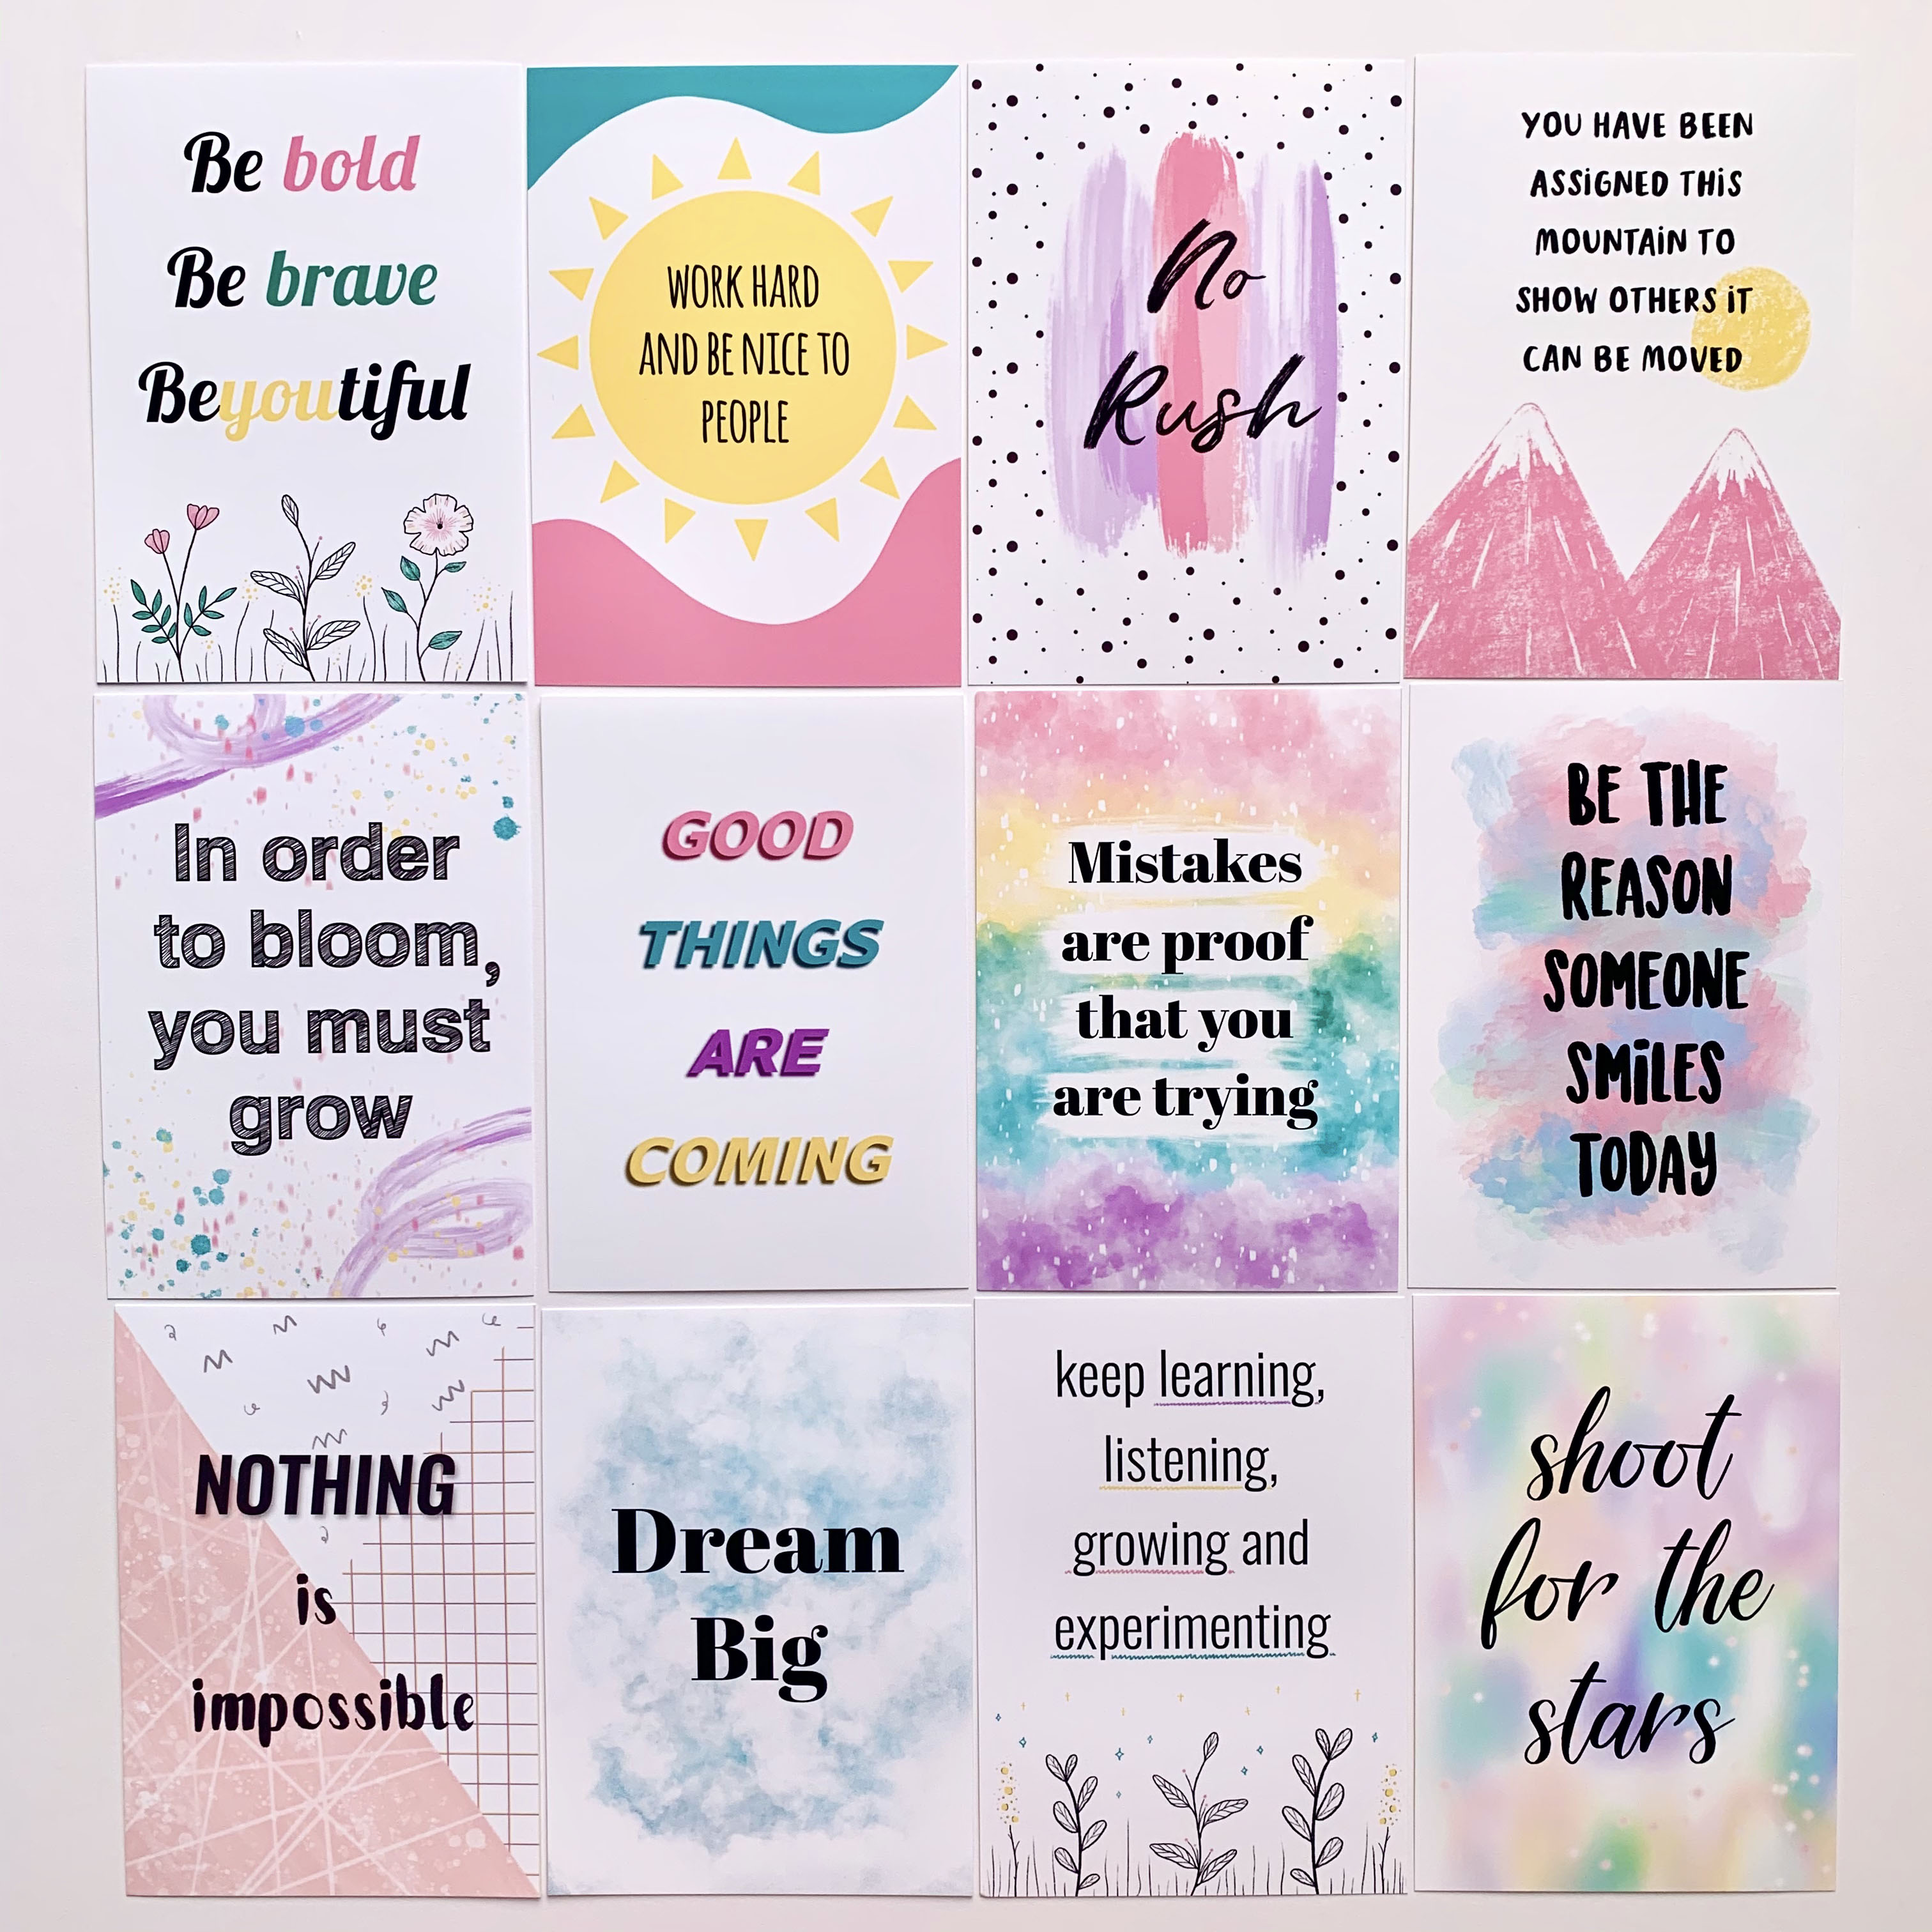 Be bold
Be brave
Beyoutiful
WORK HARD
AND BE NICE TO
PEOPLE
No
Rush
YOU HAVE BEEN
ASSiGNED THiS
MOUNTAiN TO
SHOW OTHERS iT
CAN BE MOVED
In order
to bloom,
you must
grow
GOOD
THINGS
ARE
COMING
Mistakes
are proof
that you
are trying
BE THE
REASON
SOMEONE
SMiLES
TODAY
NOTHING
is
impossible
Dream
Big
keep learning,
listening,
growing and
experimenting
shoot
for the
stars